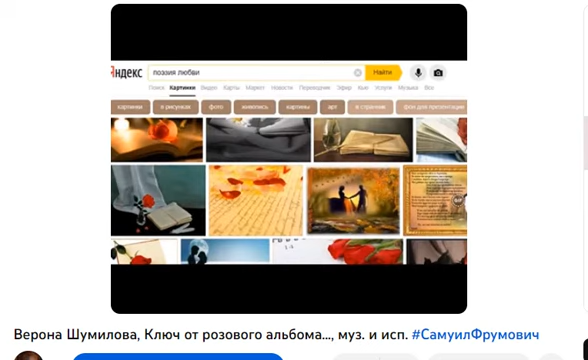 Яндекс
поэзия любви
Найти
Поиск Картинки Видео Карты Маркет Новости Переводчик Эфир Кью Услуги Музыка Все
картинки я рисунках фото живопись картины арт я странник фон для презентации
Верона Шумилова, Ключ от розового альбома..., муз. и исп. #СамуилФрумович